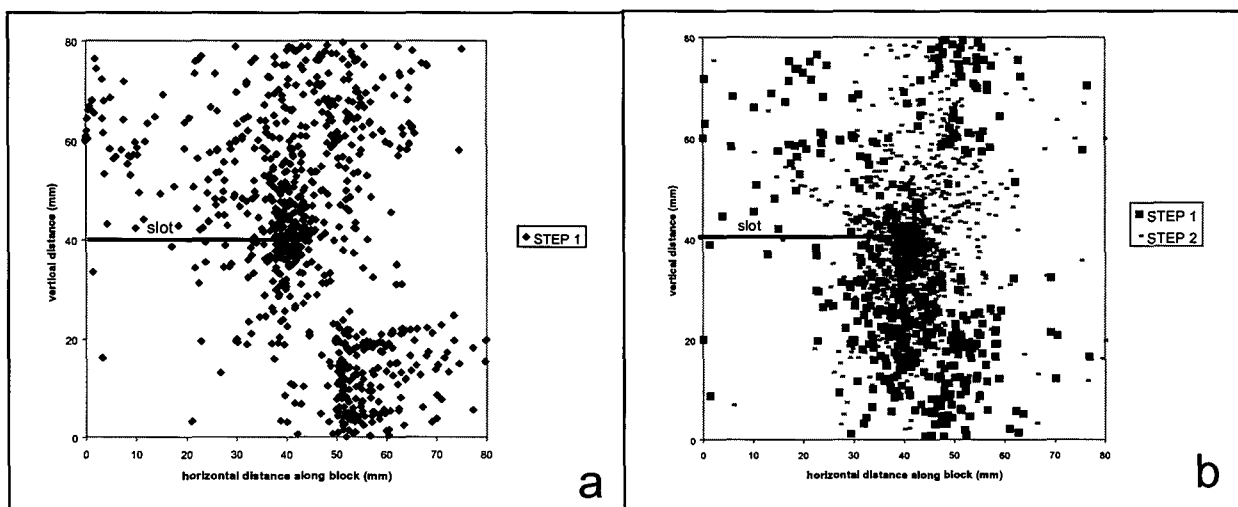 80
60
40
20
0
vertical distance (mm)
slot
0 10 20 30 40 50 60 70 80
horizontal distance along block (mm)
STEP 1
a
80
60
40
20
0
vertical distance (mm)
slot
0 10 20 30 40 50 60 70 80
horizontal distance along block (mm)
STEP 1
STEP 2
b